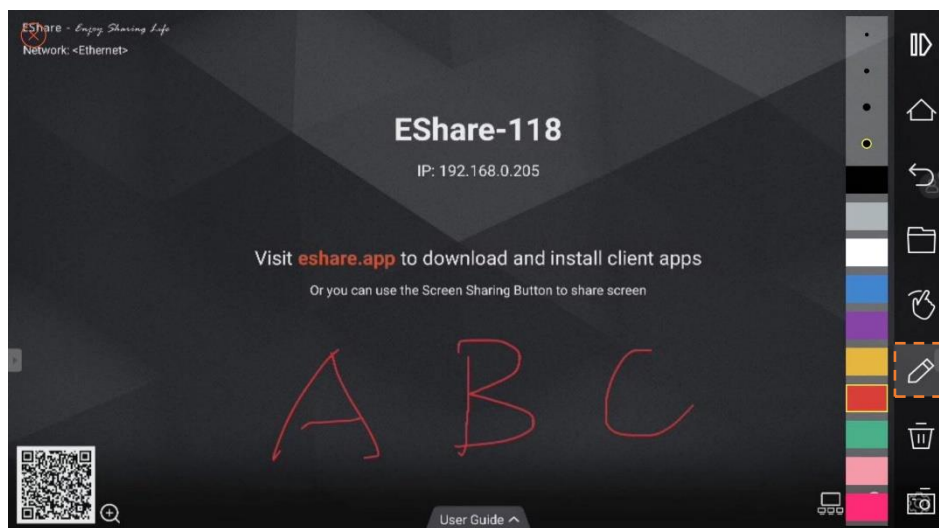 EShare - Enjoy Sharing Life
Network: <Ethernet>
EShare-118
IP: 192.168.0.205
Visit eshare.app to download and install client apps
Or you can use the Screen Sharing Button to share screen
A B C
User Guide